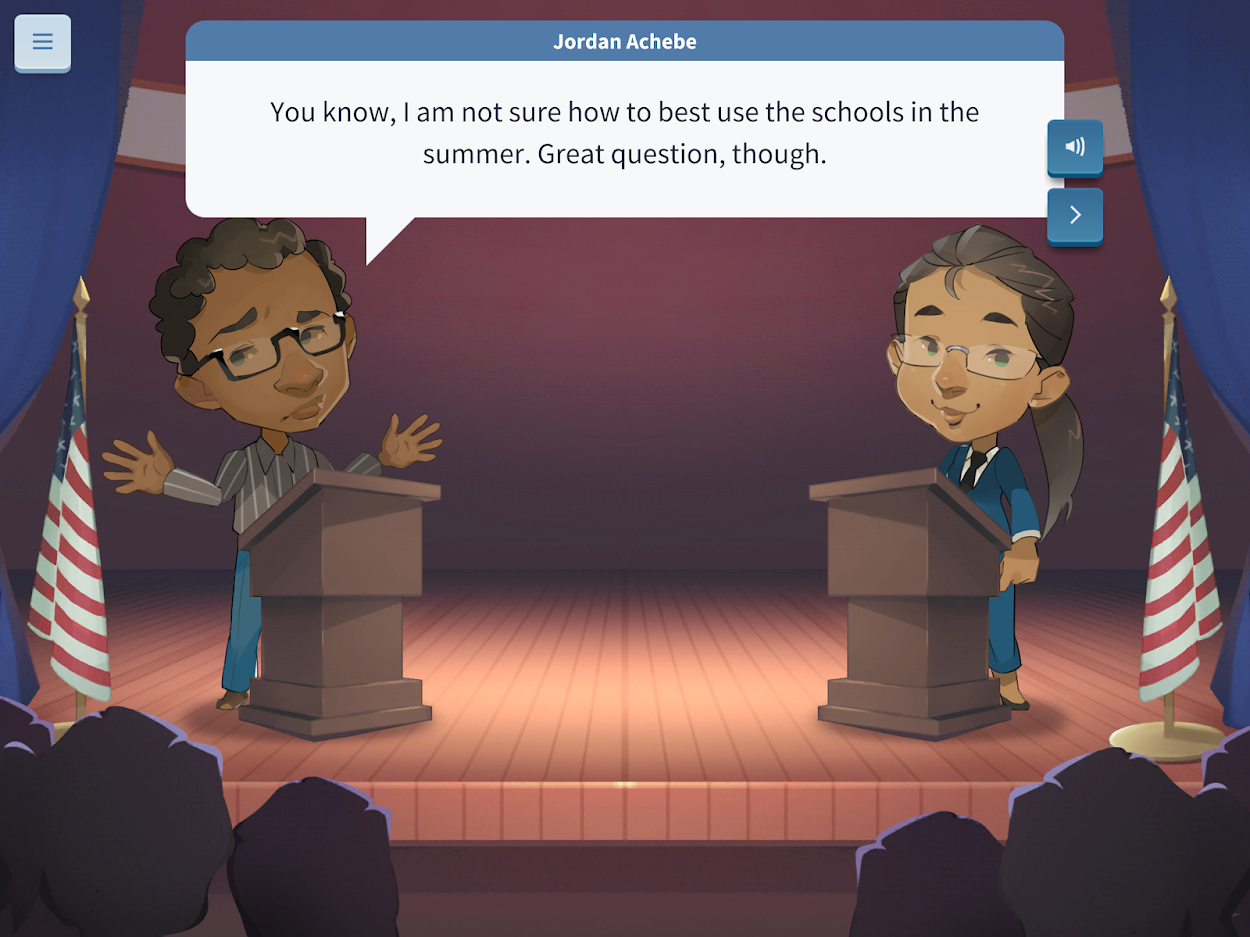 Jordan Achebe
You know, I am not sure how to best use the schools in the
summer. Great question, though.